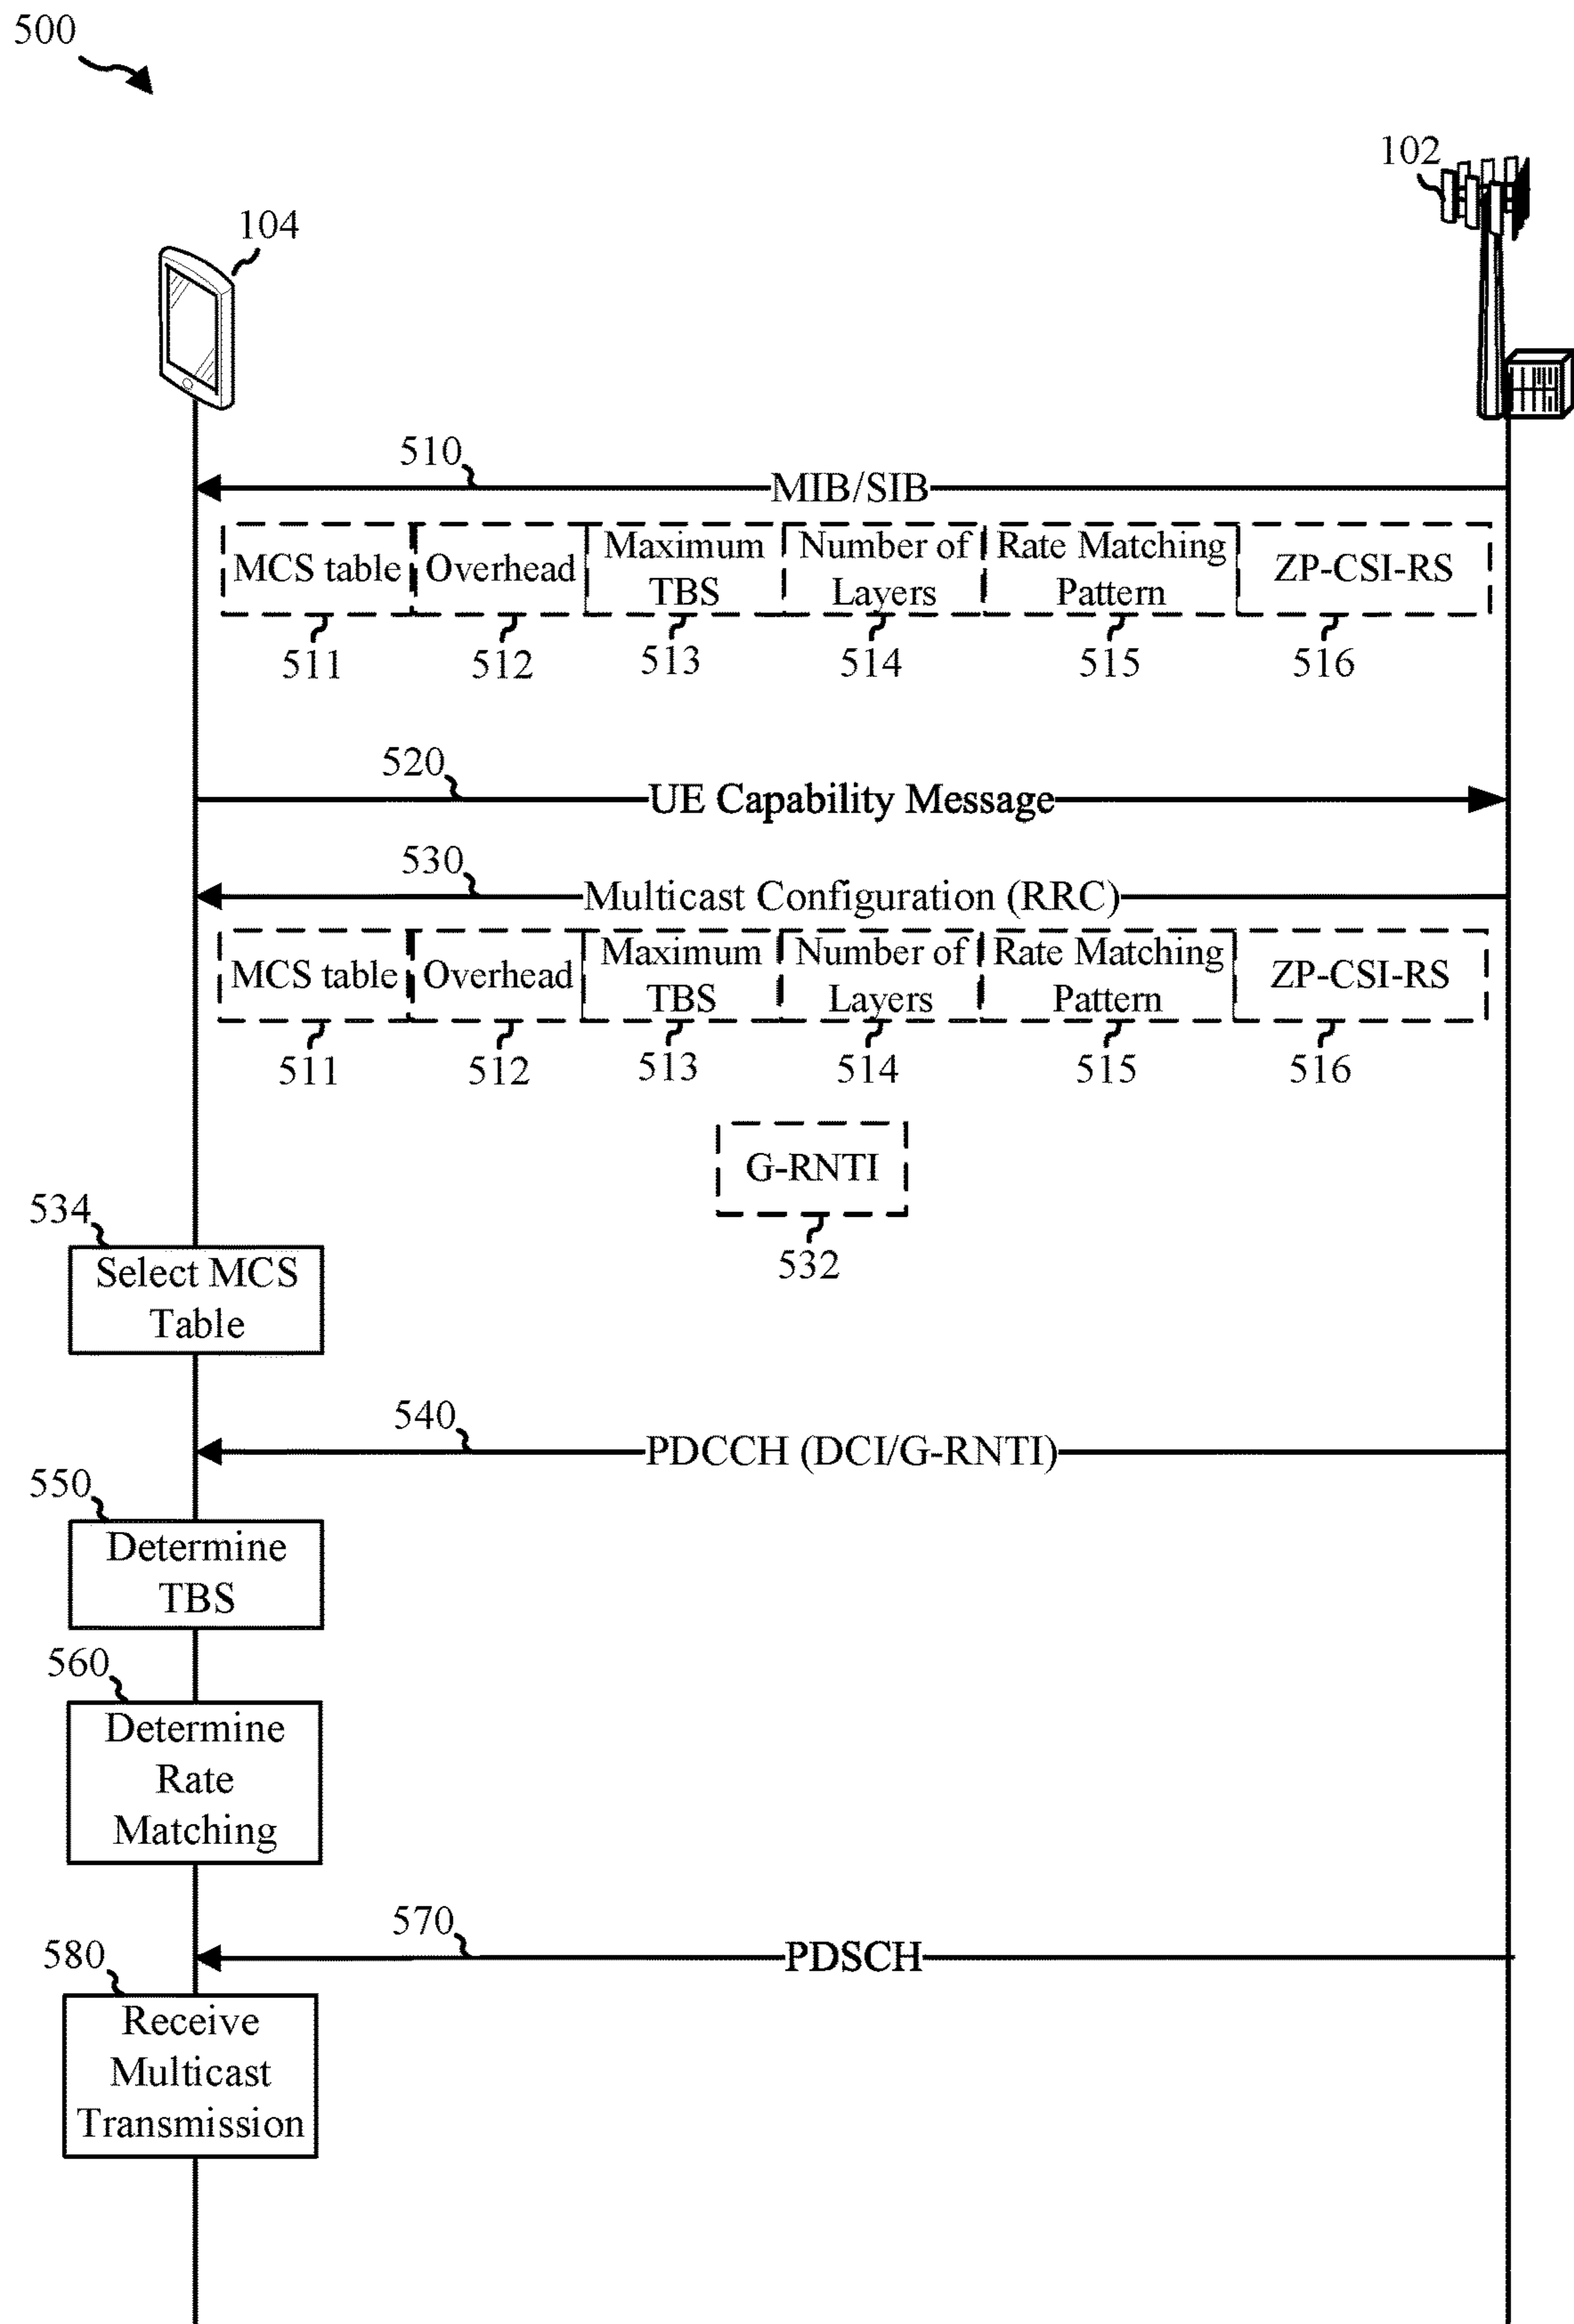 500
102
104
510
MIB/SIB
MCS table Overhead Maximum TBS Number of Layers Rate Matching Pattern ZP-CSI-RS
511 512 513 514 515 516
520
UE Capability Message
530
Multicast Configuration (RRC)
MCS table Overhead Maximum TBS Number of Layers Rate Matching Pattern ZP-CSI-RS
511 512 513 514 515 516
G-RNTI
532
534
Select MCS
Table
540
PDCCH (DCI/G-RNTI)
550
Determine
TBS
560
Determine
Rate
Matching
570
PDSCH
580
Receive
Multicast
Transmission